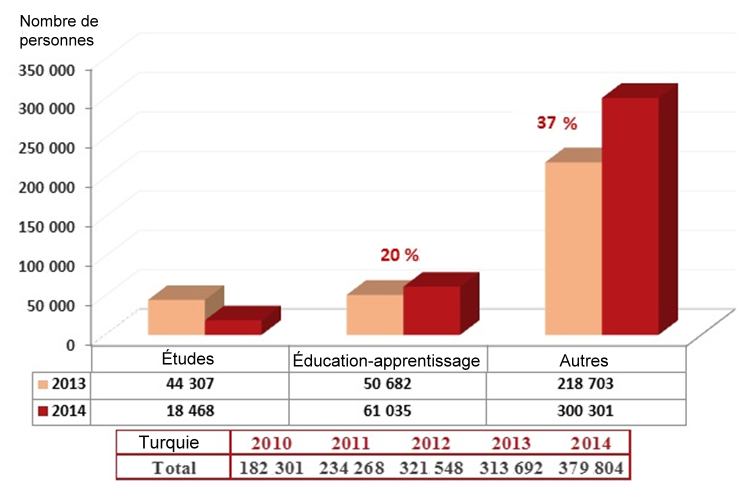 Nombre de
personnes
350 000
300 000
250 000
200 000
150 000
100 000
50 000
0
37 %
20 %
Études Éducation-apprentissage Autres
2013 44 307 50 682 218 703
2014 18 468 61 035 300 301
Turquie 2010 2011 2012 2013 2014
Total 182 301 234 268 321 548 313 692 379 804